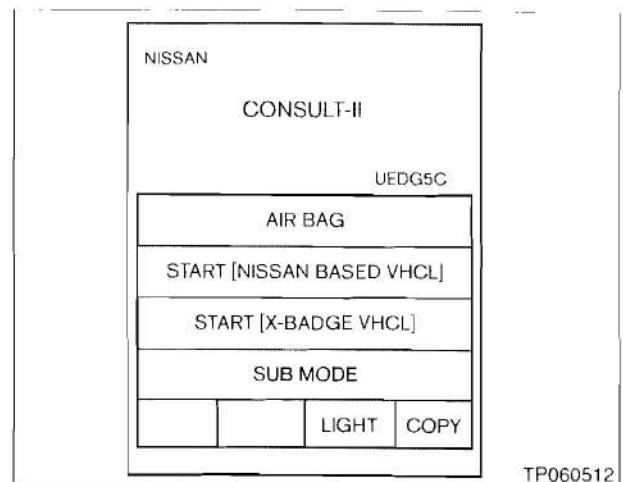 NISSAN
CONSULT-II
UEDG5C
AIR BAG
START [NISSAN BASED VHCL]
START [X-BADGE VHCL]
SUB MODE
LIGHT COPY
TP060512